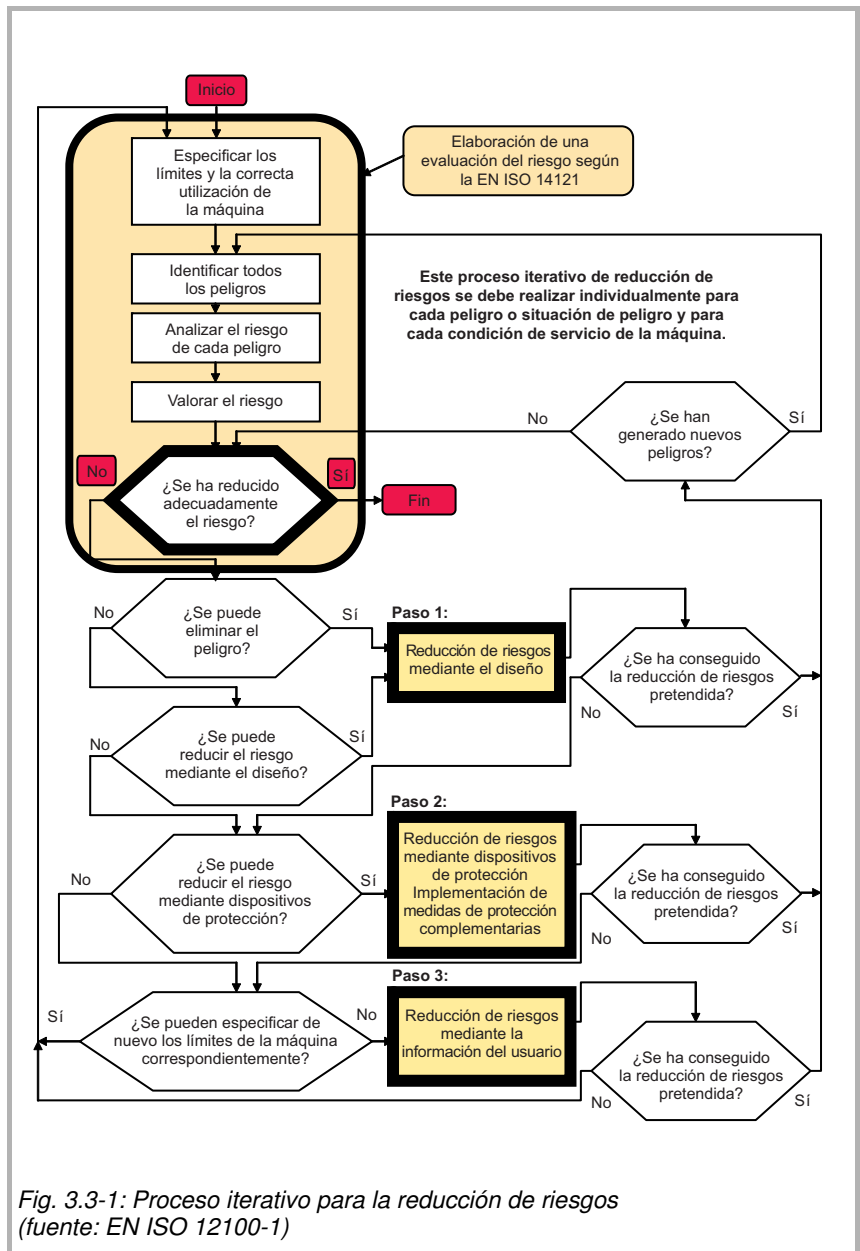 Inicio
Especificar los
límites y la correcta
utilización de
la máquina
Elaboración de una
evaluación del riesgo según
la EN ISO 14121
Identificar todos
los peligros
Este proceso iterativo de reducción de
riesgos se debe realizar individualmente para
cada peligro o situación de peligro y para
cada condición de servicio de la máquina.
Analizar el riesgo
de cada peligro
Valorar el riesgo
No
¿Se han
generado nuevos
peligros?
Sí
No
¿Se ha reducido
adecuadamente
el riesgo?
Sí
Fin
No
¿Se puede
eliminar el
peligro?
Sí
Paso 1:
Reducción de riesgos
mediante el diseño
¿Se ha conseguido
la reducción de riesgos
pretendida?
No
Sí
No
¿Se puede
reducir el riesgo
mediante el diseño?
Sí
Paso 2:
No
¿Se puede
reducir el riesgo
mediante dispositivos
de protección?
Sí
Reducción de riesgos
mediante dispositivos
de protección
Implementación de
medidas de protección
complementarias
¿Se ha conseguido
la reducción de riesgos
pretendida?
No
Sí
Paso 3:
Sí
¿Se pueden especificar de
nuevo los límites de la máquina
correspondientemente?
No
Reducción de riesgos
mediante la
información del usuario
¿Se ha conseguido
la reducción de riesgos
pretendida?
No
Sí
Fig. 3.3-1: Proceso iterativo para la reducción de riesgos
(fuente: EN ISO 12100-1)